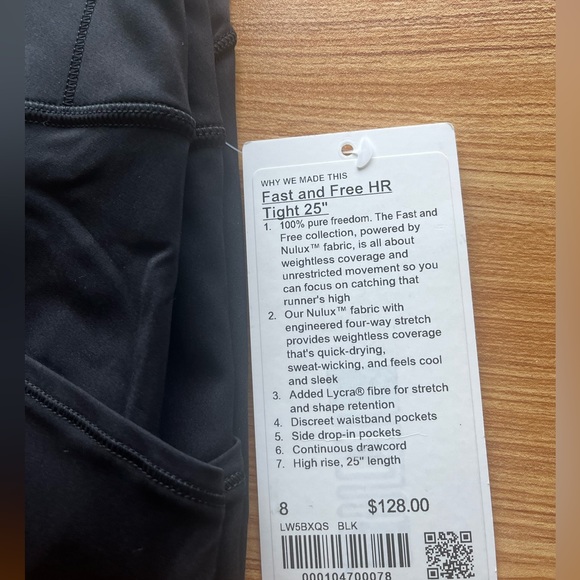 WHY WE MADE THIS
Fast and Free HR
Tight 25"
1. 100% pure freedom. The Fast and
Free collection, powered by
Nulux™ fabric, is all about
weightless coverage and
unrestricted movement so you
can focus on catching that
runner's high
2. Our Nulux™ fabric with
engineered four-way stretch
provides weightless coverage
that's quick-drying,
sweat-wicking, and feels cool
and sleek
3. Added Lycra® fibre for stretch
and shape retention
4. Discreet waistband pockets
5. Side drop-in pockets
6. Continuous drawcord
7. High rise, 25" length
8 $128.00
LW5BXQS BLK
000104700078